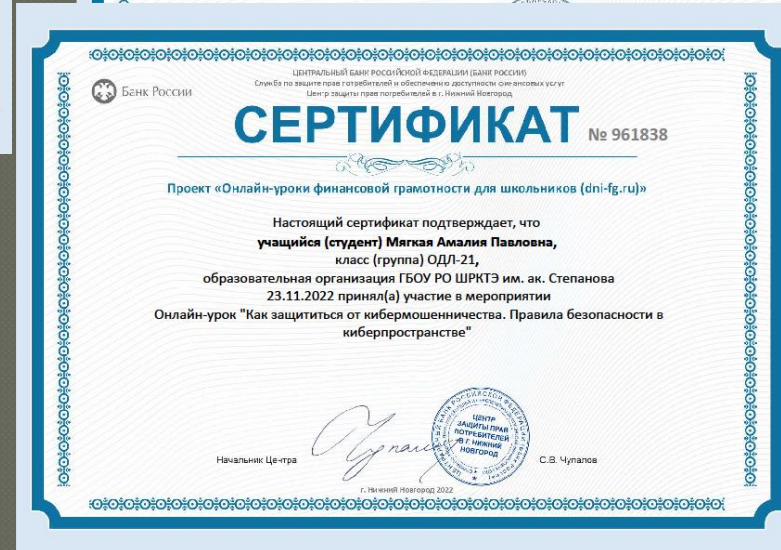 Банк России
ЦЕНТРАЛЬНЫЙ БАНК РОССИЙСКОЙ ФЕДЕРАЦИИ (БАНК РОССИИ)
Служба по защите прав потребителей и обеспечению доступности финансовых услуг
Центр защиты прав потребителей в г. Нижний Новгород
СЕРТИФИКАТ № 961838
Проект «Онлайн-уроки финансовой грамотности для школьников (dni-fg.ru)»
Настоящий сертификат подтверждает, что
учащийся (студент) Мягкая Амалия Павловна,
класс (группа) ОДЛ-21,
образовательная организация ГБОУ РО ШРКТЭ им. ак. Степанова
23.11.2022 принял(а) участие в мероприятии
Онлайн-урок "Как защититься от кибермошенничества. Правила безопасности в
киберпространстве"
ЦЕНТР
ЗАЩИТЫ ПРАВ
ПОТРЕБИТЕЛЕЙ
В Г. НИЖНИЙ
НОВГОРОД
Начальник Центра
С.В. Чупалов
г. Нижний Новгород 2022